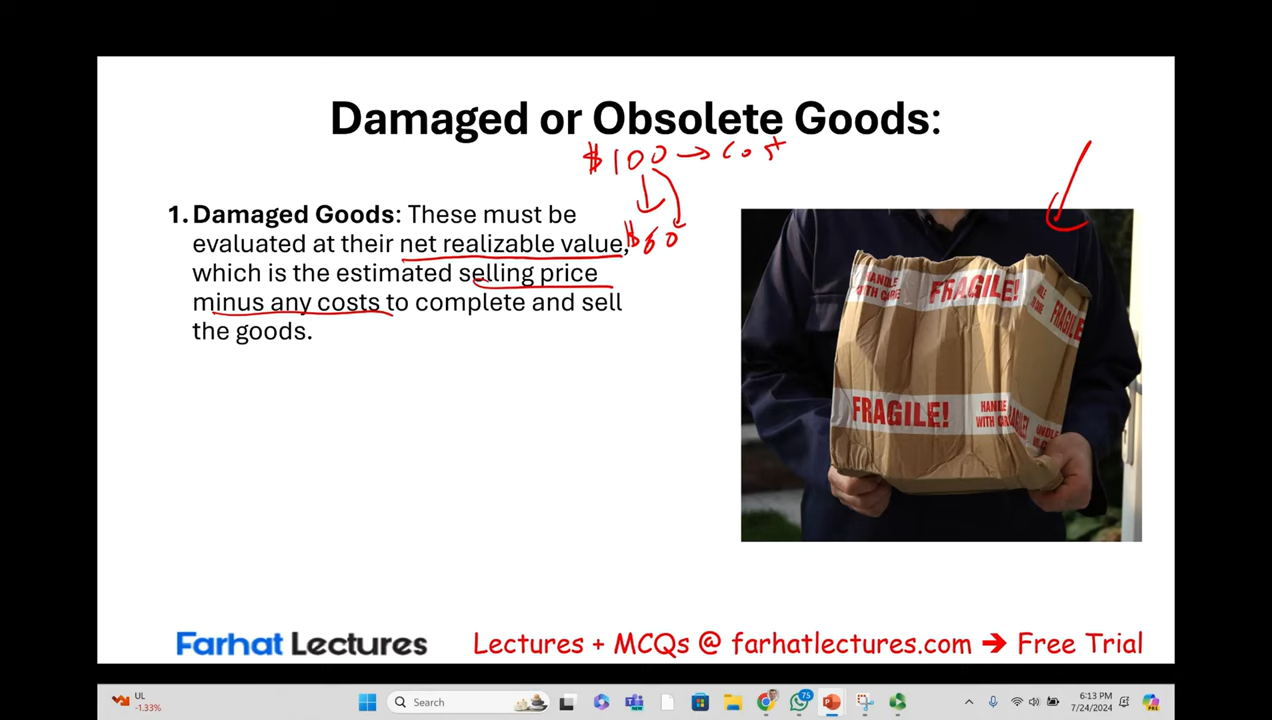 Damaged or Obsolete Goods:
$100 → Cost
$60
1. Damaged Goods: These must be
evaluated at their net realizable value,
which is the estimated selling price
minus any costs to complete and sell
the goods.
HANDLE
WITH CARE
FRAGILE!
FRAGILE!
FRAGILE!
HANDLE
WITH CARE
Farhat Lectures
Lectures + MCQs @ farhatlectures.com → Free Trial
UL
-1.33%
Search
75
6:13 PM
7/24/2024